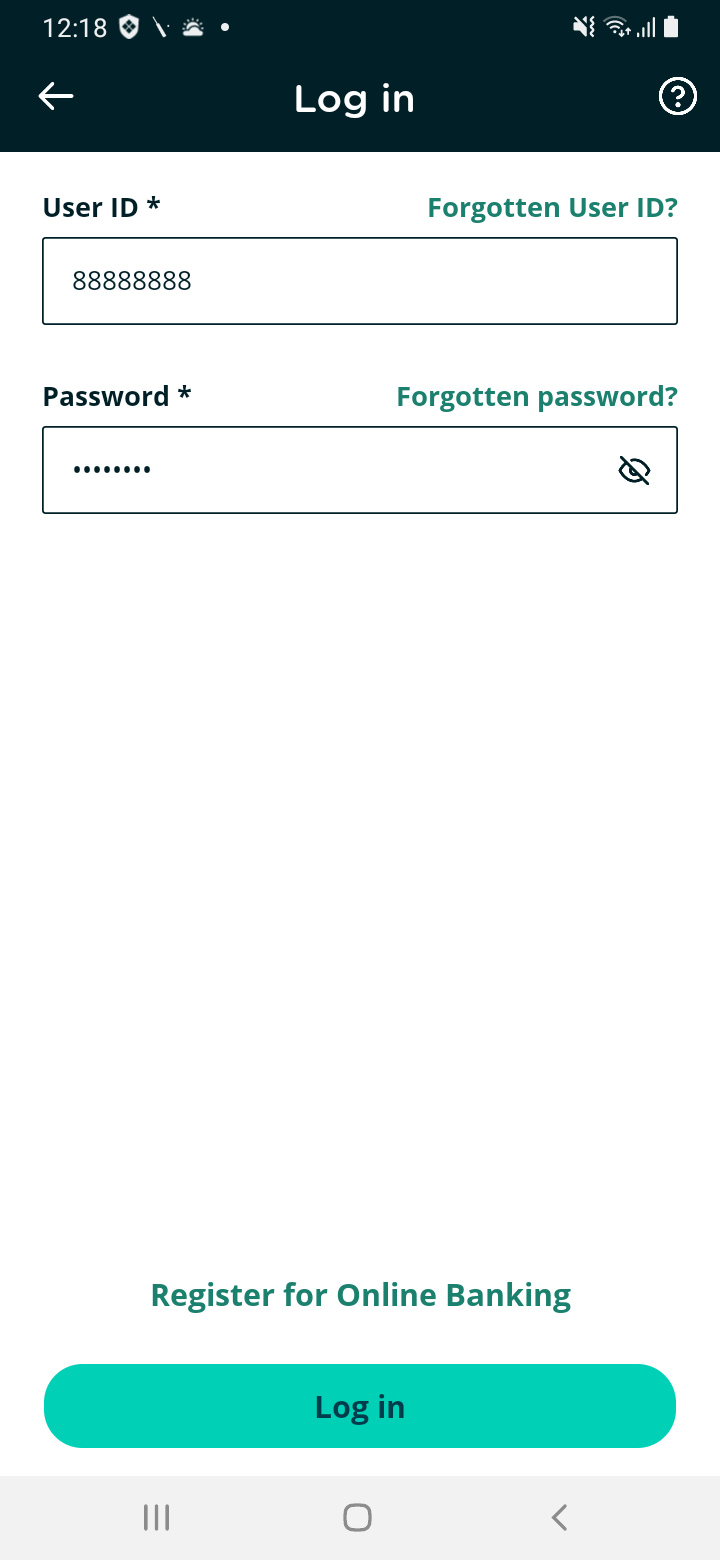 12:18
Log in
User ID * Forgotten User ID?
88888888
Password * Forgotten password?
••••••••
Register for Online Banking
Log in